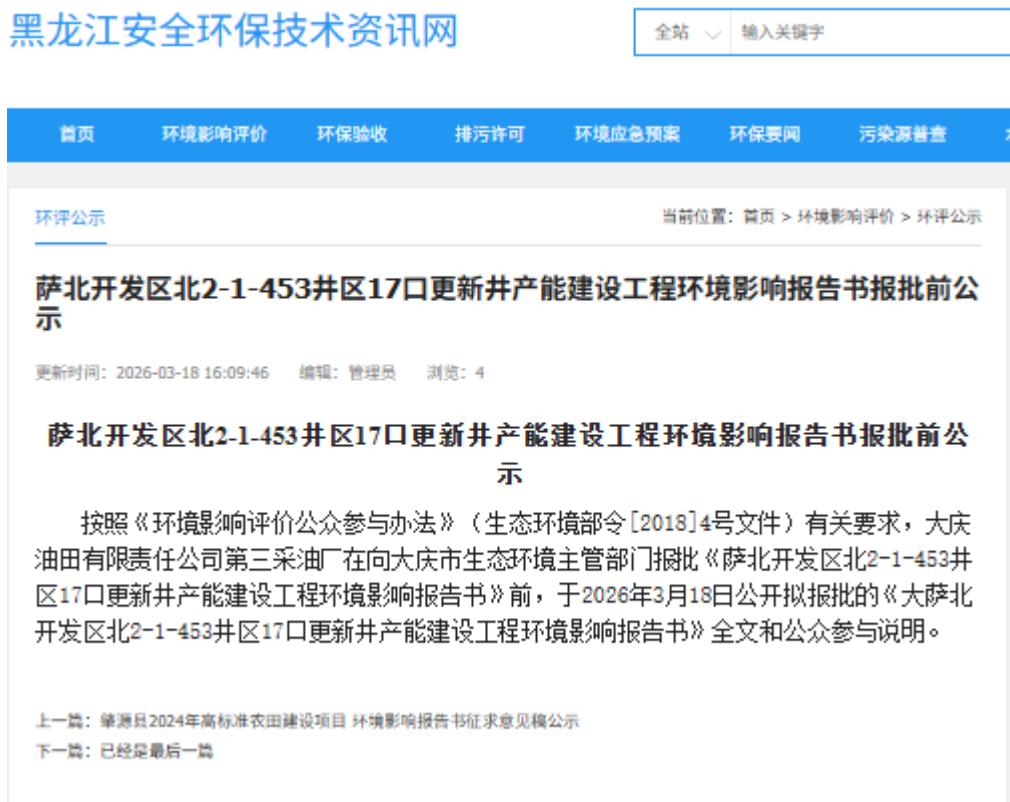 黑龙江安全环保技术资讯网
全站 输入关键字
首页 环境影响评价 环保验收 排污许可 环境应急预案 环保要闻 污染源普查
环评公示 当前位置：首页 > 环境影响评价 > 环评公示
萨北开发区北2-1-453井区17口更新井产能建设工程环境影响报告书报批前公
示
更新时间：2026-03-18 16:09:46 编辑：管理员 浏览：4
萨北开发区北2-1-453井区17口更新井产能建设工程环境影响报告书报批前公
示
按照《环境影响评价公众参与办法》（生态环境部令[2018]4号文件）有关要求，大庆
油田有限责任公司第三采油厂在向大庆市生态环境主管部门报批《萨北开发区北2-1-453井
区17口更新井产能建设工程环境影响报告书》前，于2026年3月18日公开拟报批的《大萨北
开发区北2-1-453井区17口更新井产能建设工程环境影响报告书》全文和公众参与说明。
上一篇：肇源县2024年高标准农田建设项目 环境影响报告书征求意见稿公示
下一篇：已经是最后一篇